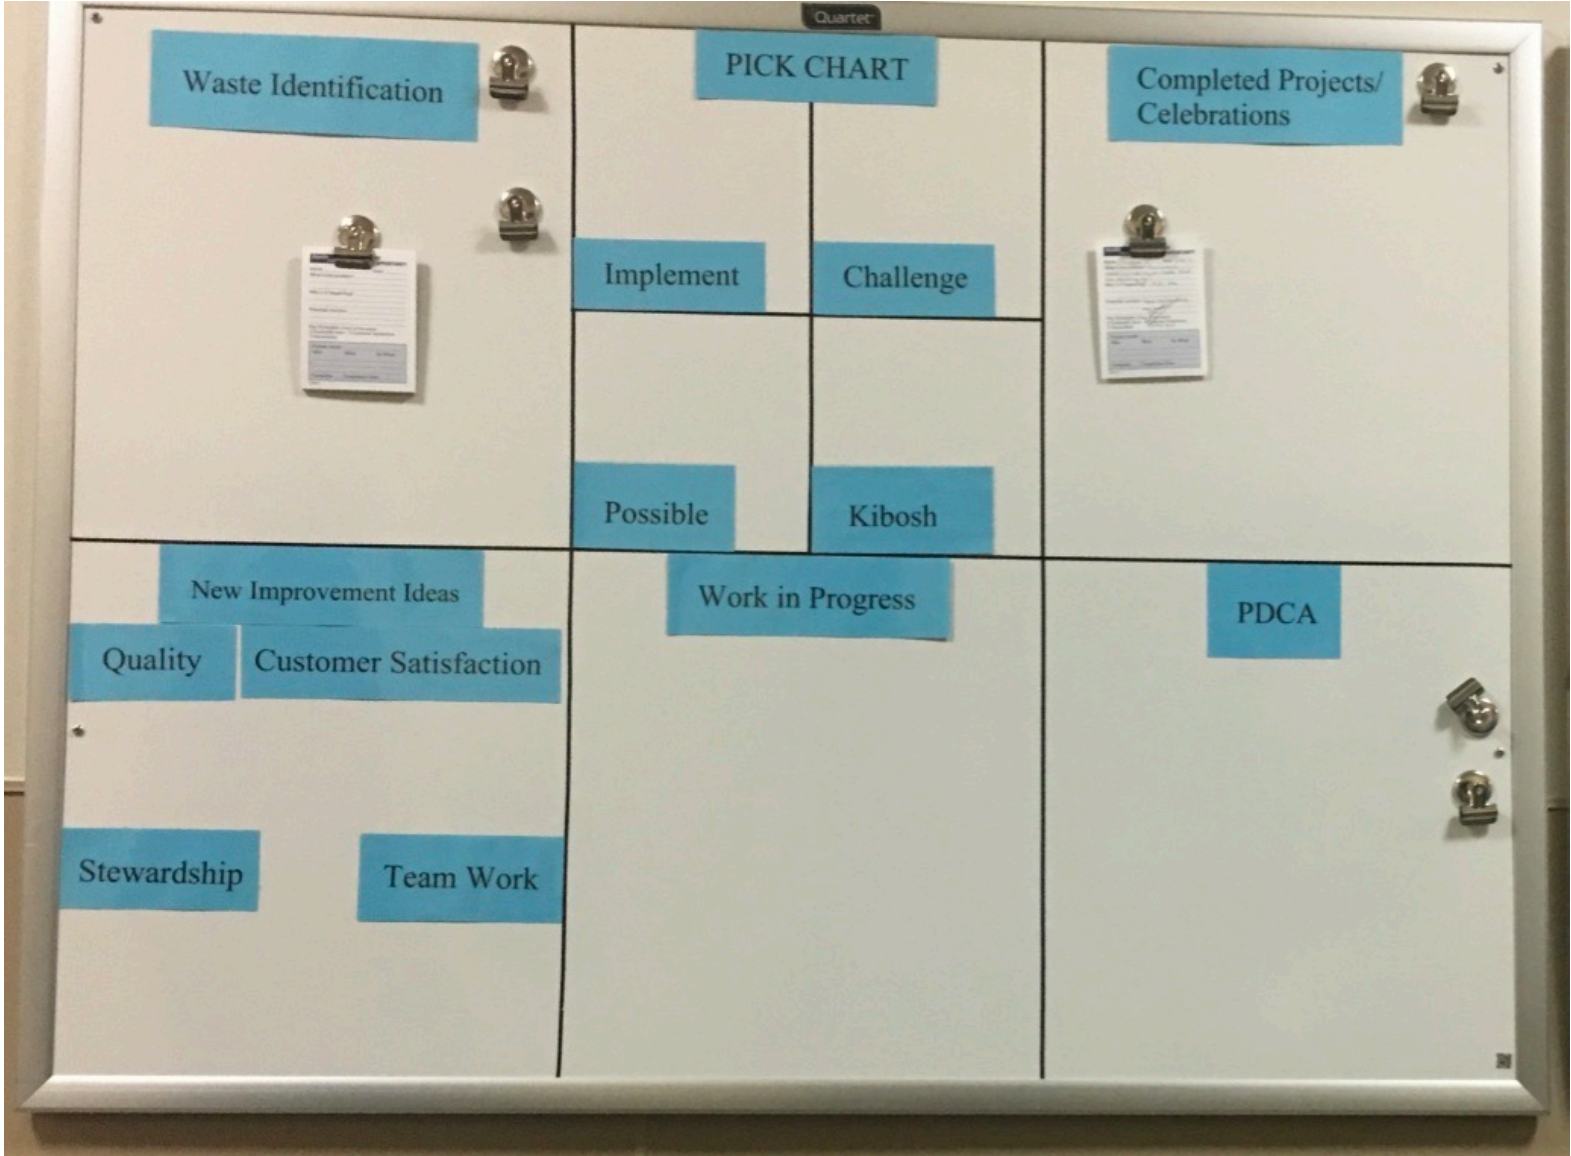 Quartet
Waste Identification
PICK CHART
Completed Projects/
Celebrations
Implement
Challenge
Possible
Kibosh
New Improvement Ideas
Quality
Customer Satisfaction
Stewardship
Team Work
Work in Progress
PDCA